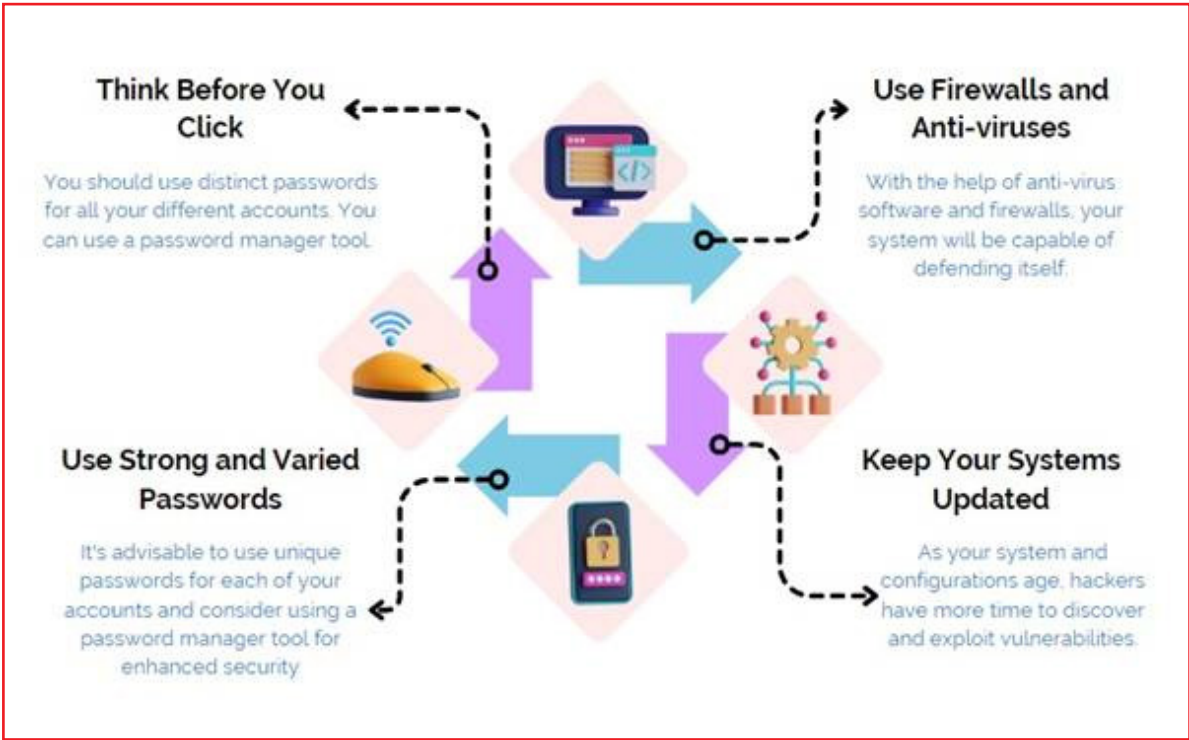 Think Before You
Click
You should use distinct passwords
for all your different accounts. You
can use a password manager tool.
Use Firewalls and
Anti-viruses
With the help of anti-virus
software and firewalls, your
system will be capable of
defending itself.
Use Strong and Varied
Passwords
It's advisable to use unique
passwords for each of your
accounts and consider using a
password manager tool for
enhanced security
Keep Your Systems
Updated
As your system and
configurations age, hackers
have more time to discover
and exploit vulnerabilities.